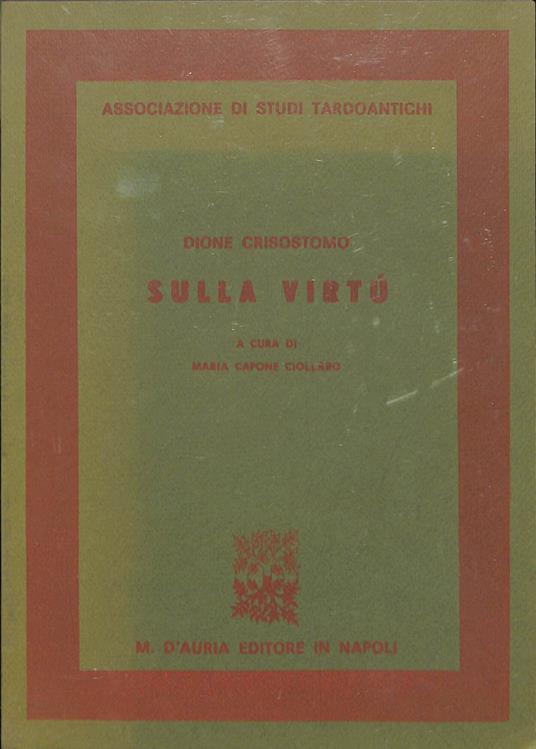 ASSOCIAZIONE DI STUDI TARDOANTICHI
DIONE CRISOSTOMO
SULLA VIRTÚ
A CURA DI
MARIA CAPONE CIOLLARO
M. D'AURIA EDITORE IN NAPOLI